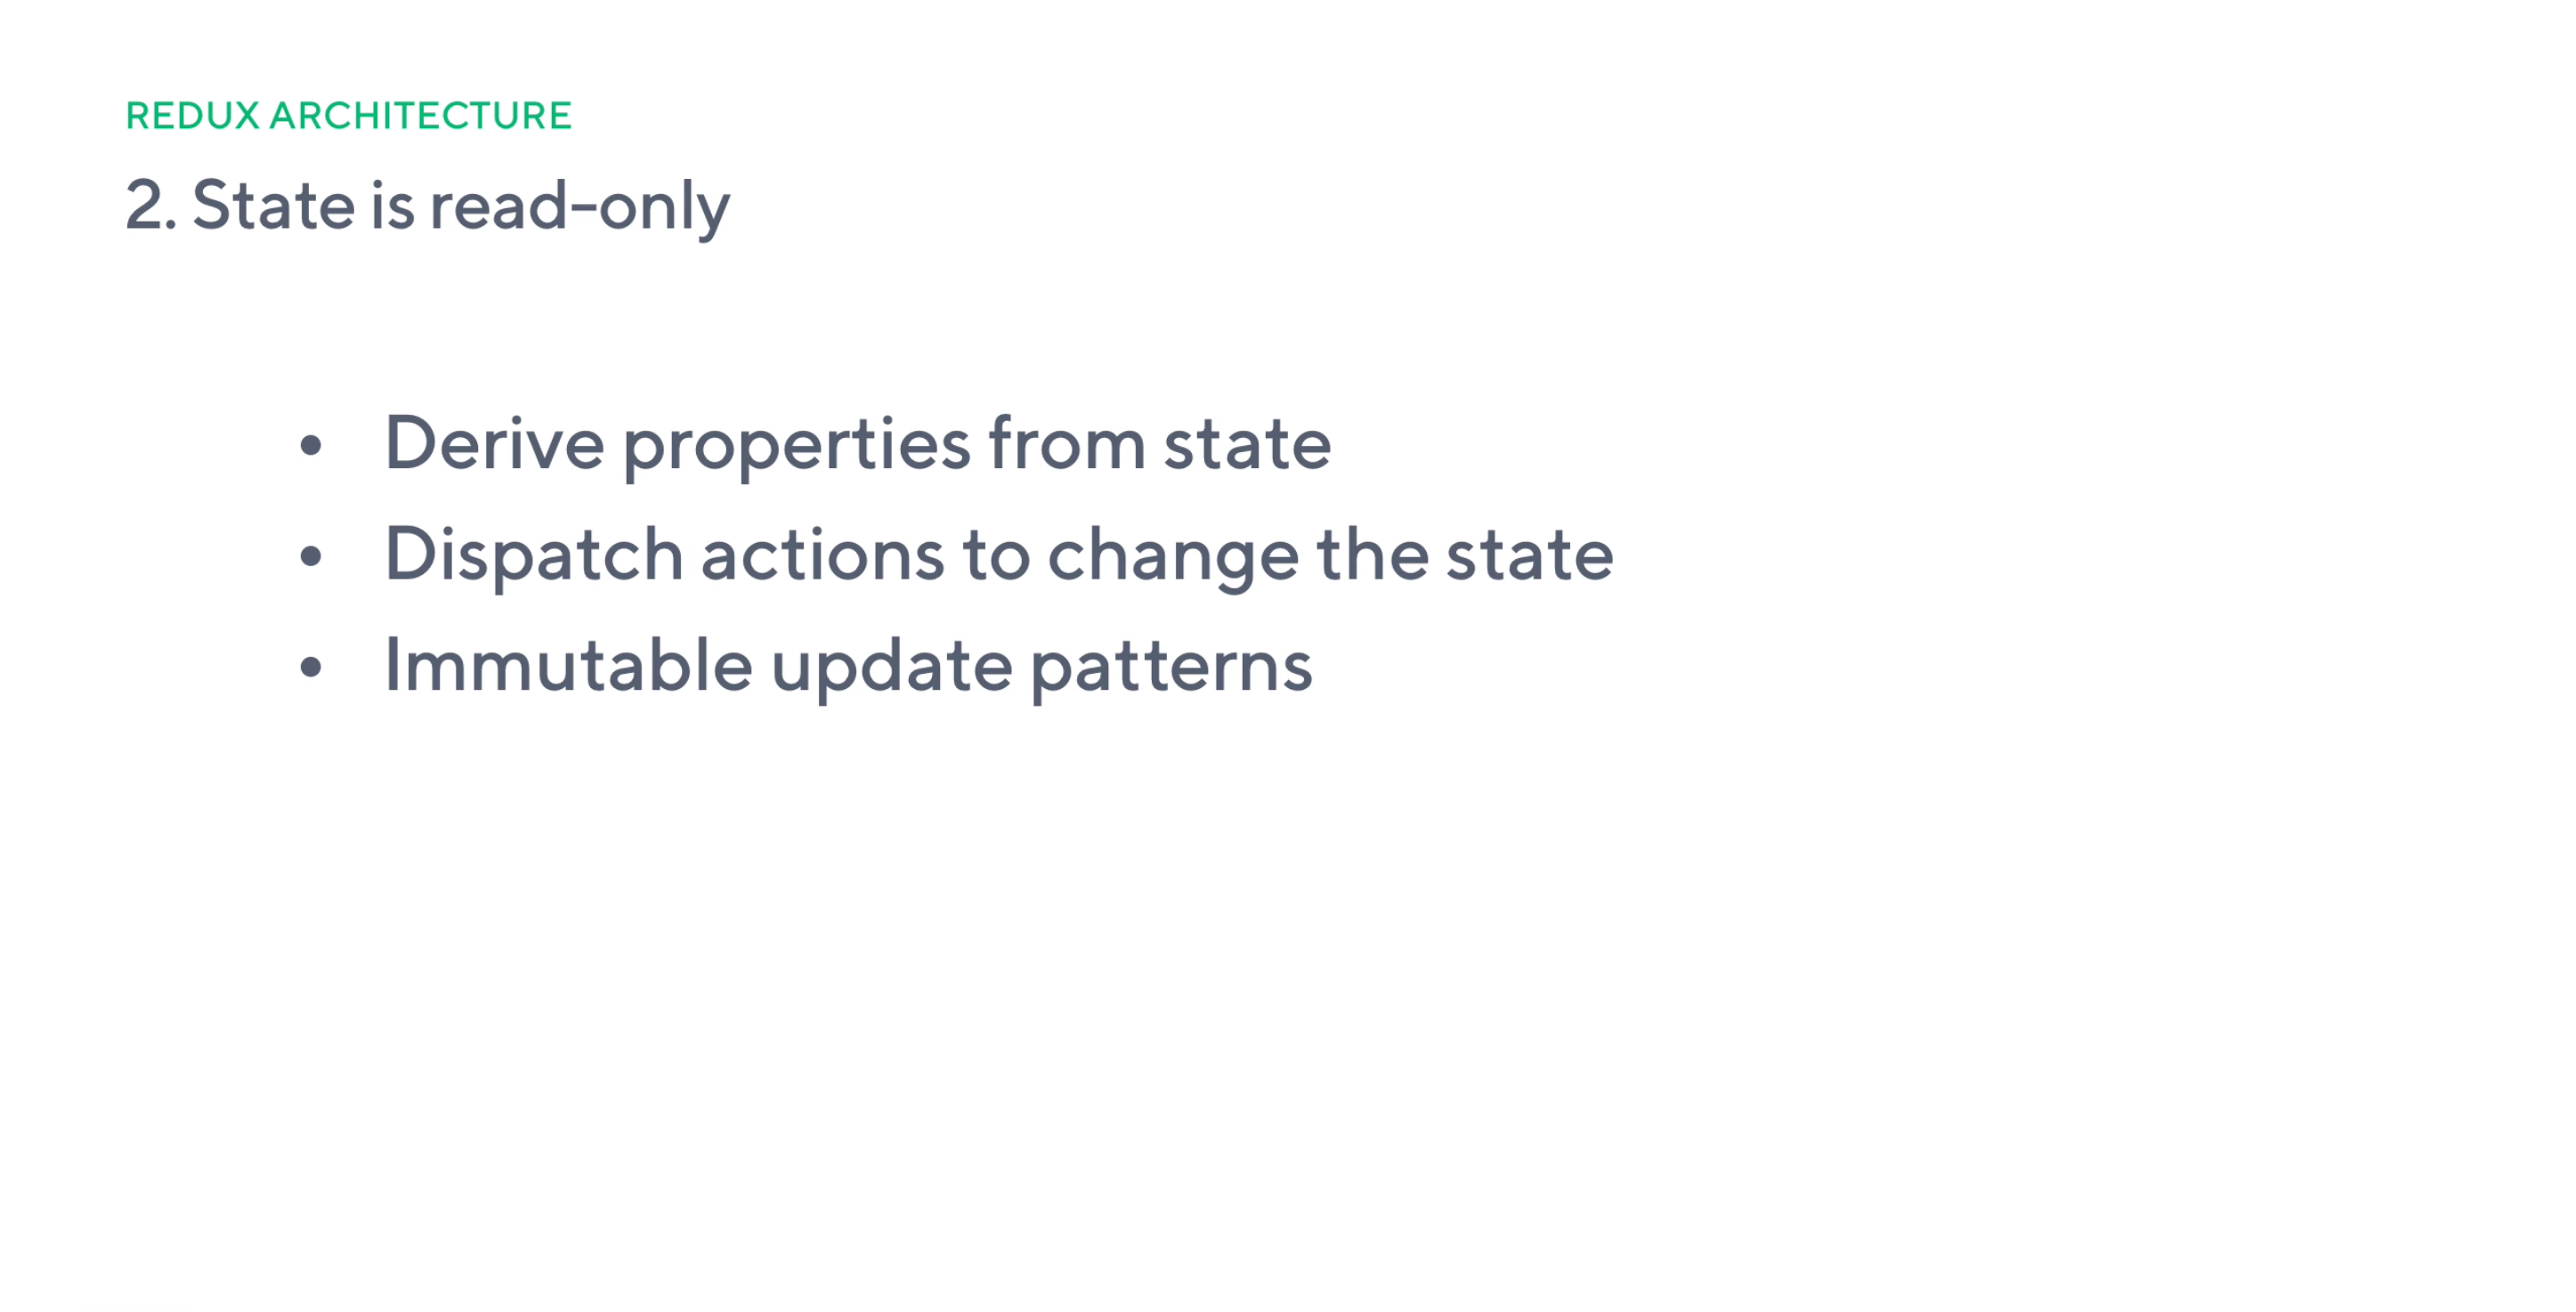 REDUX ARCHITECTURE
2. State is read-only
• Derive properties from state
• Dispatch actions to change the state
• Immutable update patterns